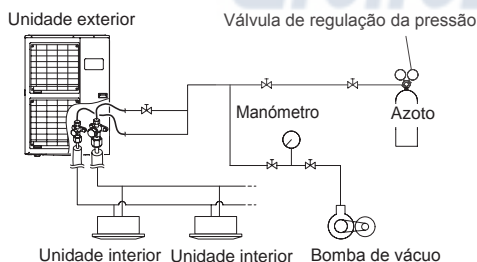 Unidade exterior
Válvula de regulação da pressão
Manómetro
Azoto
Unidade interior
Unidade interior
Bomba de vácuo